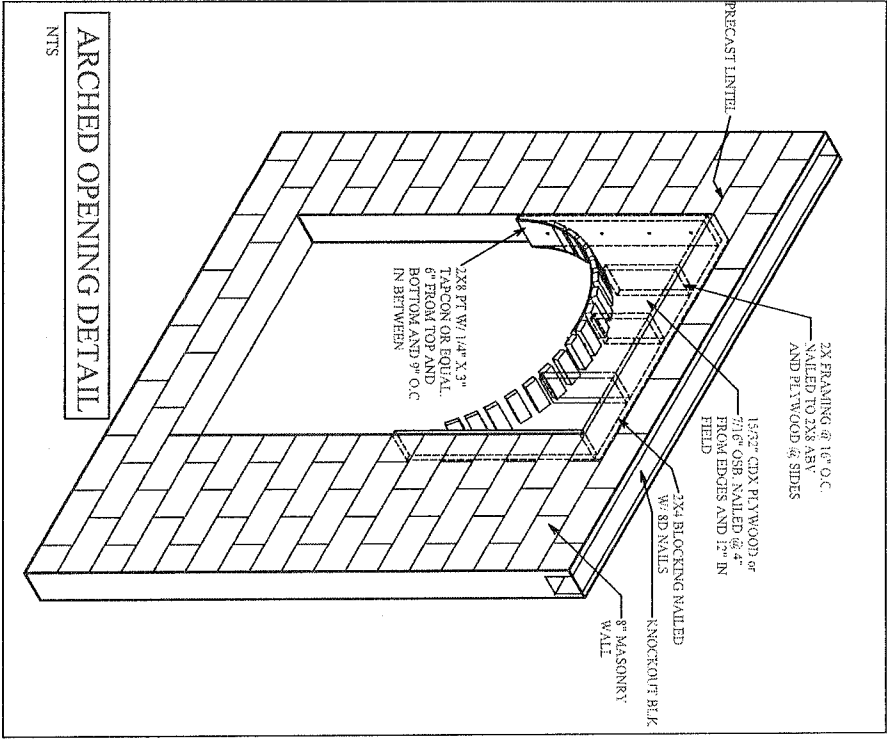 PRECAST LINTEL
2X FRAMING @ 16" O.C.
NAILED TO 2X8 ABV
AND PLYWOOD @ SIDES
15/32" CDX PLYWOOD or
7/16" OSB. NAILED @ 4"
FROM EDGES AND 12" IN
FIELD
2X4 BLOCKING NAILED
W/ 8D NAILS
KNOCKOUT BLK
8" MASONRY
WALL
2X8 PT W/ 1/4" X 3"
TAPCON OR EQUAL.
6" FROM TOP AND
BOTTOM AND 9" O.C
IN BETWEEN
ARCHED OPENING DETAIL
NTS